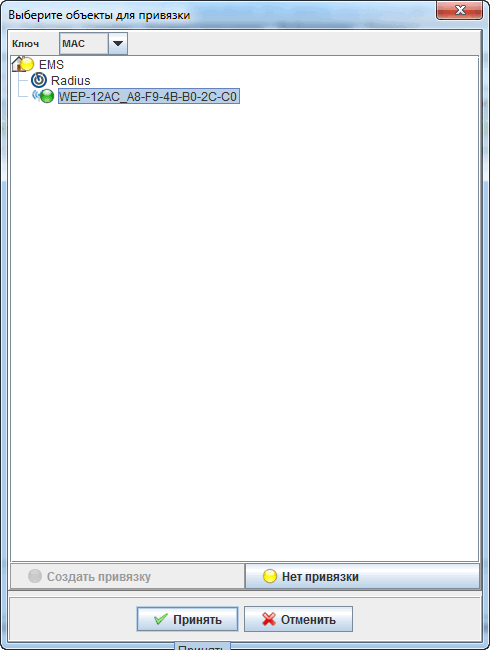 Выберите объекты для привязки
Ключ MAC
EMS
Radius
WEP-12AC_A8-F9-4B-B0-2C-C0
Создать привязку Нет привязки
Принять Отменить
Принять